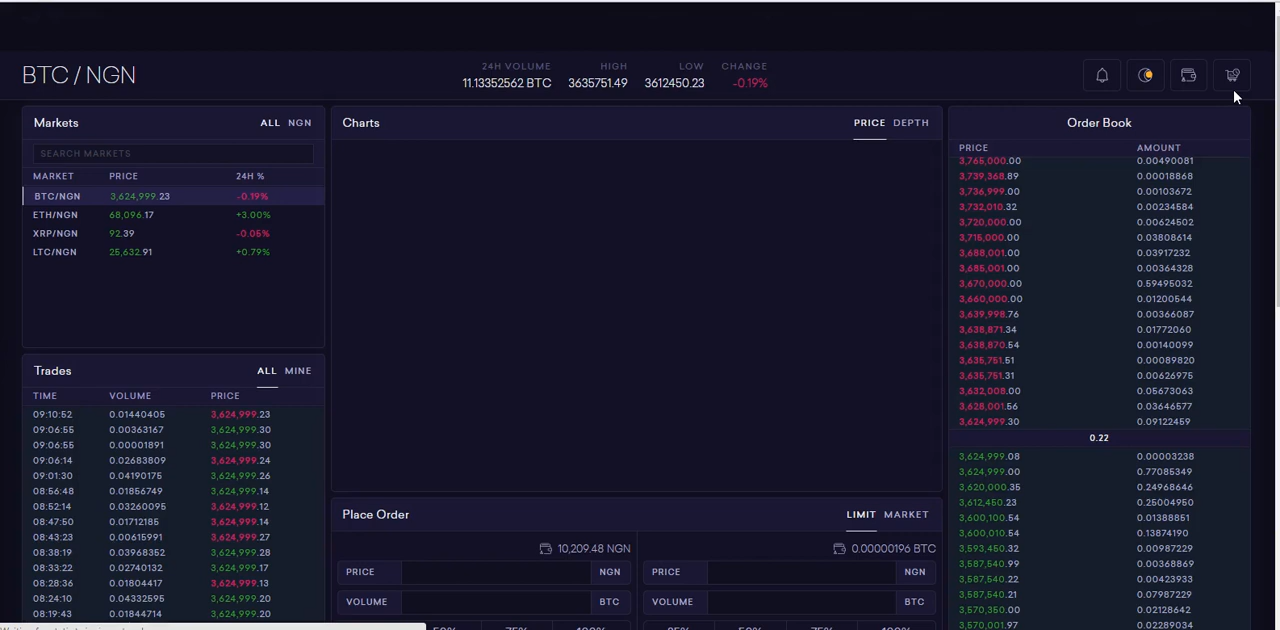 BTC / NGN
24H VOLUME HIGH LOW CHANGE
11.13352562 BTC 3635751.49 3612450.23 -0.19%
Markets ALL NGN
SEARCH MARKETS
MARKET PRICE 24H %
BTC/NGN 3,624,999.23 -0.19%
ETH/NGN 68,096.17 +3.00%
XRP/NGN 92.39 -0.05%
LTC/NGN 25,632.91 +0.79%
Trades ALL MINE
TIME VOLUME PRICE
09:10:52 0.01440405 3,624,999.23
09:06:55 0.00363167 3,624,999.30
09:06:55 0.00001891 3,624,999.30
09:06:14 0.02683809 3,624,999.24
09:01:30 0.04190175 3,624,999.26
08:56:48 0.01856749 3,624,999.14
08:52:14 0.03260095 3,624,999.12
08:47:50 0.01712185 3,624,999.14
08:43:23 0.00615991 3,624,999.27
08:38:19 0.03968352 3,624,999.28
08:33:22 0.02740132 3,624,999.17
08:28:36 0.01804417 3,624,999.13
08:24:10 0.04332595 3,624,999.20
08:19:43 0.01844714 3,624,999.20
Charts PRICE DEPTH
Place Order LIMIT MARKET
10,209.48 NGN 0.00000196 BTC
PRICE NGN PRICE NGN
VOLUME BTC VOLUME BTC
50% 75% 100% 25% 50% 75% 100%
Order Book
PRICE AMOUNT
3,765,000.00 0.00490081
3,739,368.89 0.00018868
3,736,999.00 0.00103672
3,732,010.32 0.00234584
3,720,000.00 0.00624502
3,715,000.00 0.03808614
3,688,001.00 0.03917232
3,685,001.00 0.00364328
3,670,000.00 0.59495032
3,660,000.00 0.01200544
3,639,998.76 0.00366087
3,638,871.34 0.01772060
3,638,870.54 0.00140099
3,635,751.51 0.00089820
3,635,751.31 0.00626975
3,632,008.00 0.05673063
3,628,001.56 0.03646577
3,624,999.30 0.09122459
0.22
3,624,999.08 0.00003238
3,624,999.00 0.77085349
3,620,000.35 0.24968646
3,612,450.23 0.25004950
3,600,100.54 0.01388851
3,600,010.54 0.13874190
3,593,450.32 0.00987229
3,587,540.99 0.00368869
3,587,540.22 0.00423933
3,587,540.21 0.07987229
3,570,350.00 0.02128642
3,570,001.97 0.02289034